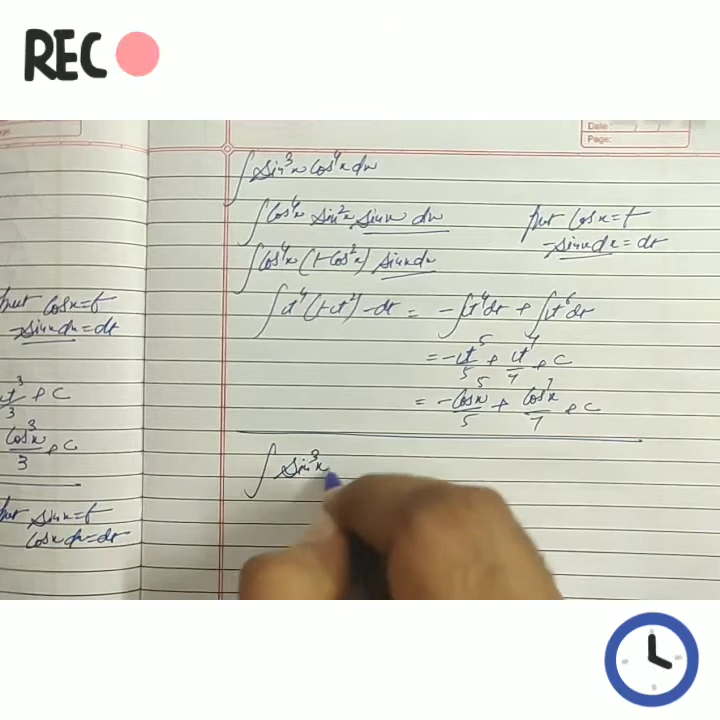 REC
Page:
Date :
Page:
∫ sin³x cos⁴x dx
∫ cos⁴x sin²x sinx dx put cosx = t
-sinx dx = dt
∫ cos⁴x (1-cos²x) sinx dx
∫ t⁴ (1-t²) -dt = -∫ t⁴dt + ∫ t⁶dt
= -t⁵/5 + t⁷/7 + C
= -cos⁵x/5 + cos⁷x/7 + C
∫ sin³x
put cosx = t
-sinx dx = dt
t³/3 + C
cos³x/3 + C
put sinx = t
cosx dx = dt